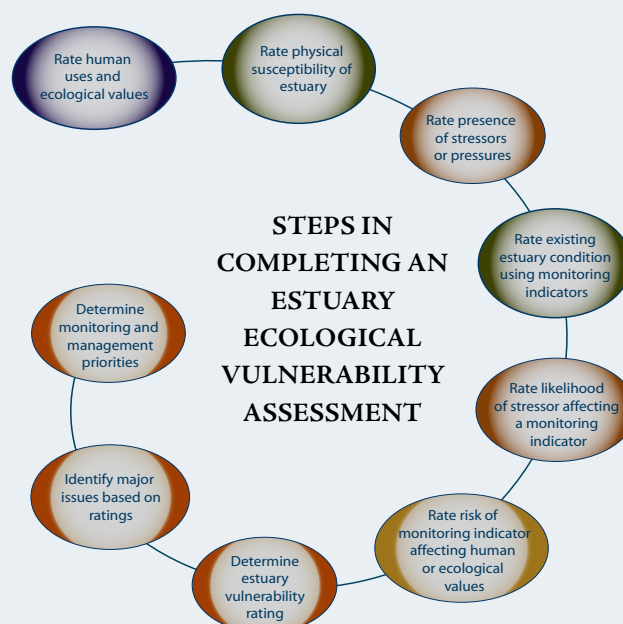 Rate human
uses and
ecological values
Rate physical
susceptibility of
estuary
Rate presence
of stressors
or pressures
Rate existing
estuary condition
using monitoring
indicators
Rate likelihood
of stressor affecting
a monitoring
indicator
Rate risk of
monitoring indicator
affecting human
or ecological
values
Determine
estuary
vulnerability
rating
Identify major
issues based on
ratings
Determine
monitoring and
management
priorities
STEPS IN
COMPLETING AN
ESTUARY
ECOLOGICAL
VULNERABILITY
ASSESSMENT